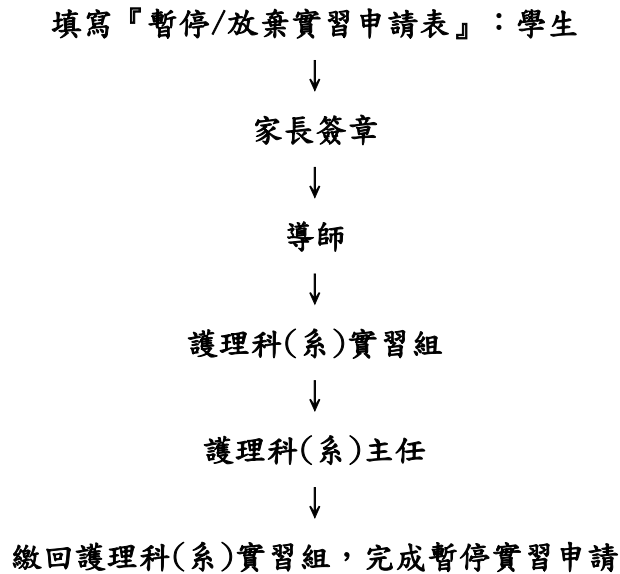 填寫『暫停/放棄實習申請表』：學生
↓
家長簽章
↓
導師
↓
護理科(系)實習組
↓
護理科(系)主任
↓
繳回護理科(系)實習組，完成暫停實習申請